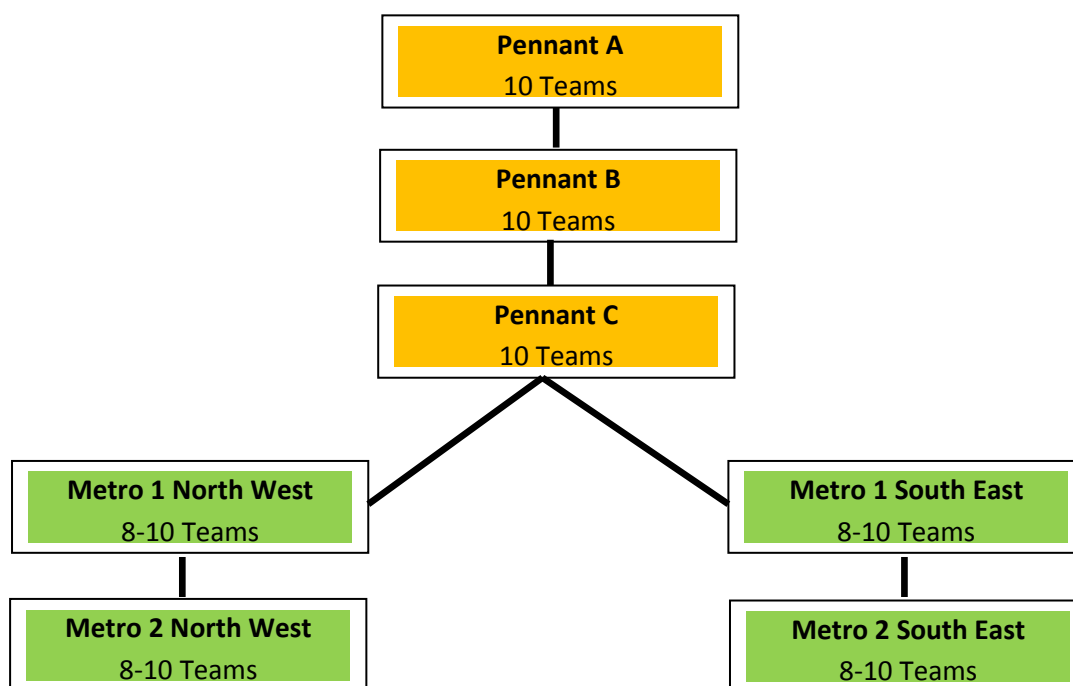 Pennant A
10 Teams
Pennant B
10 Teams
Pennant C
10 Teams
Metro 1 North West
8-10 Teams
Metro 1 South East
8-10 Teams
Metro 2 North West
8-10 Teams
Metro 2 South East
8-10 Teams